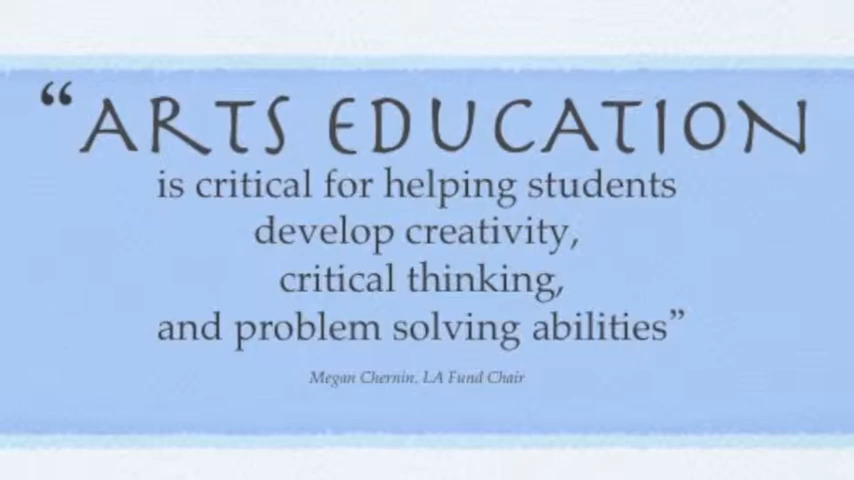 “ARTS EDUCATION
is critical for helping students
develop creativity,
critical thinking,
and problem solving abilities”
Megan Chernin, LA Fund Chair